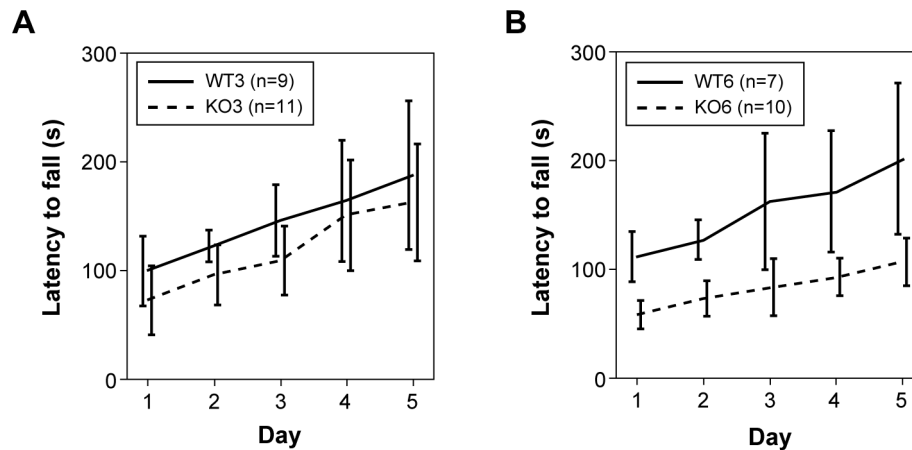 A
300
200
100
0
Latency to fall (s)
WT3 (n=9)
KO3 (n=11)
1 2 3 4 5
Day
B
300
200
100
0
Latency to fall (s)
WT6 (n=7)
KO6 (n=10)
1 2 3 4 5
Day